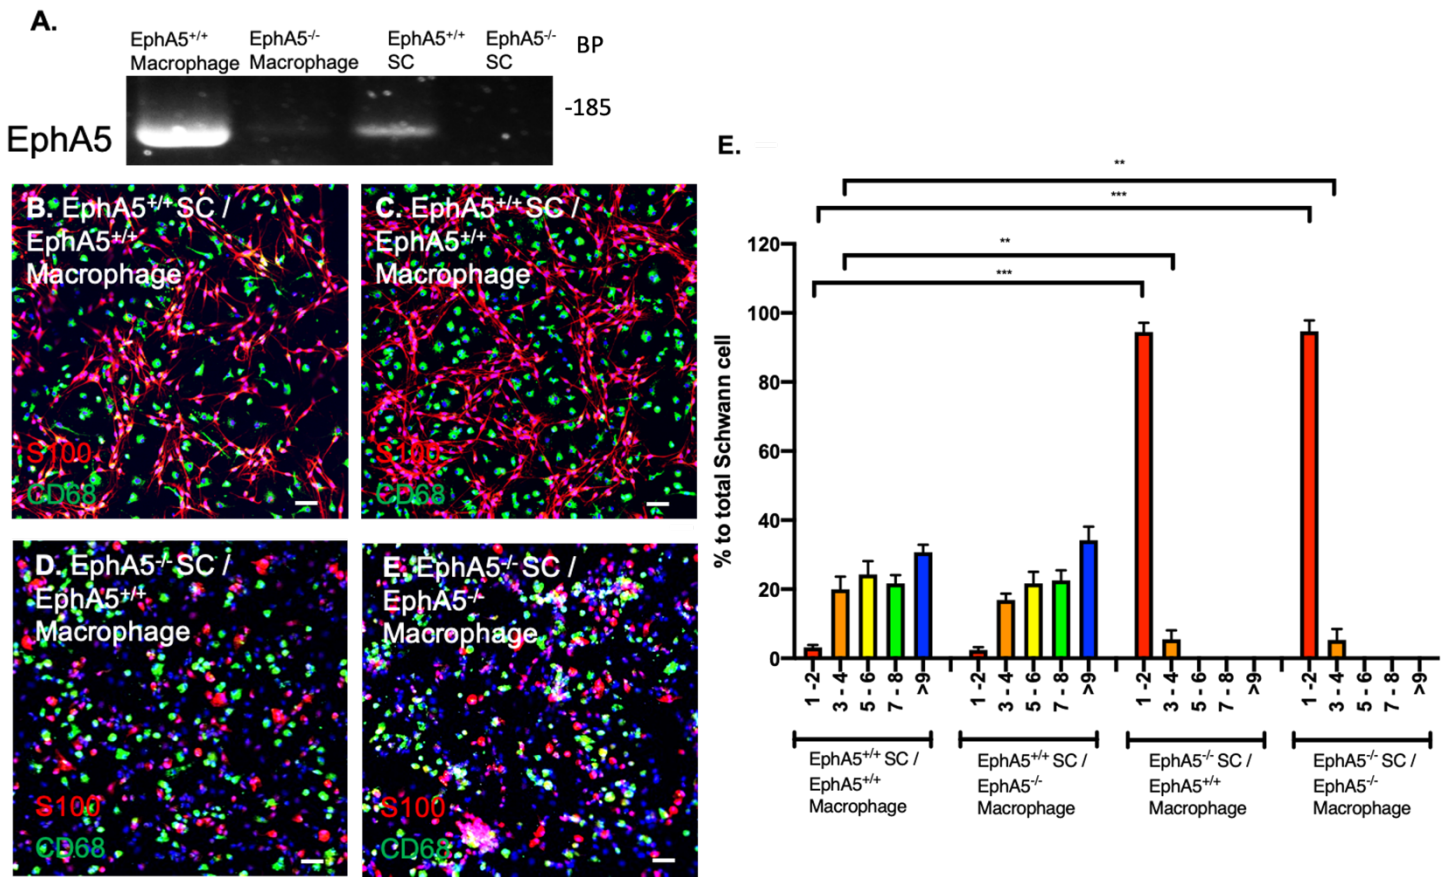 A.
EphA5+/+
Macrophage
EphA5-/-
Macrophage
EphA5+/+
SC
EphA5-/-
SC
BP
-185
EphA5
B. EphA5+/+ SC /
EphA5+/+
Macrophage
S100
CD68
C. EphA5+/+ SC /
EphA5+/+
Macrophage
S100
CD68
D. EphA5-/- SC /
EphA5+/+
Macrophage
S100
CD68
E. EphA5-/- SC /
EphA5-/-
Macrophage
S100
CD68
E.
**
***
**
***
% to total Schwann cell
120
100
80
60
40
20
0
1 -2
3 - 4
5 - 6
7 - 8
>9
1 -2
3 - 4
5 - 6
7 - 8
>9
1 -2
3 - 4
5 - 6
7 - 8
>9
1 -2
3 - 4
5 - 6
7 - 8
>9
EphA5+/+ SC /
EphA5+/+
Macrophage
EphA5+/+ SC /
EphA5-/-
Macrophage
EphA5-/- SC /
EphA5+/+
Macrophage
EphA5-/- SC /
EphA5-/-
Macrophage